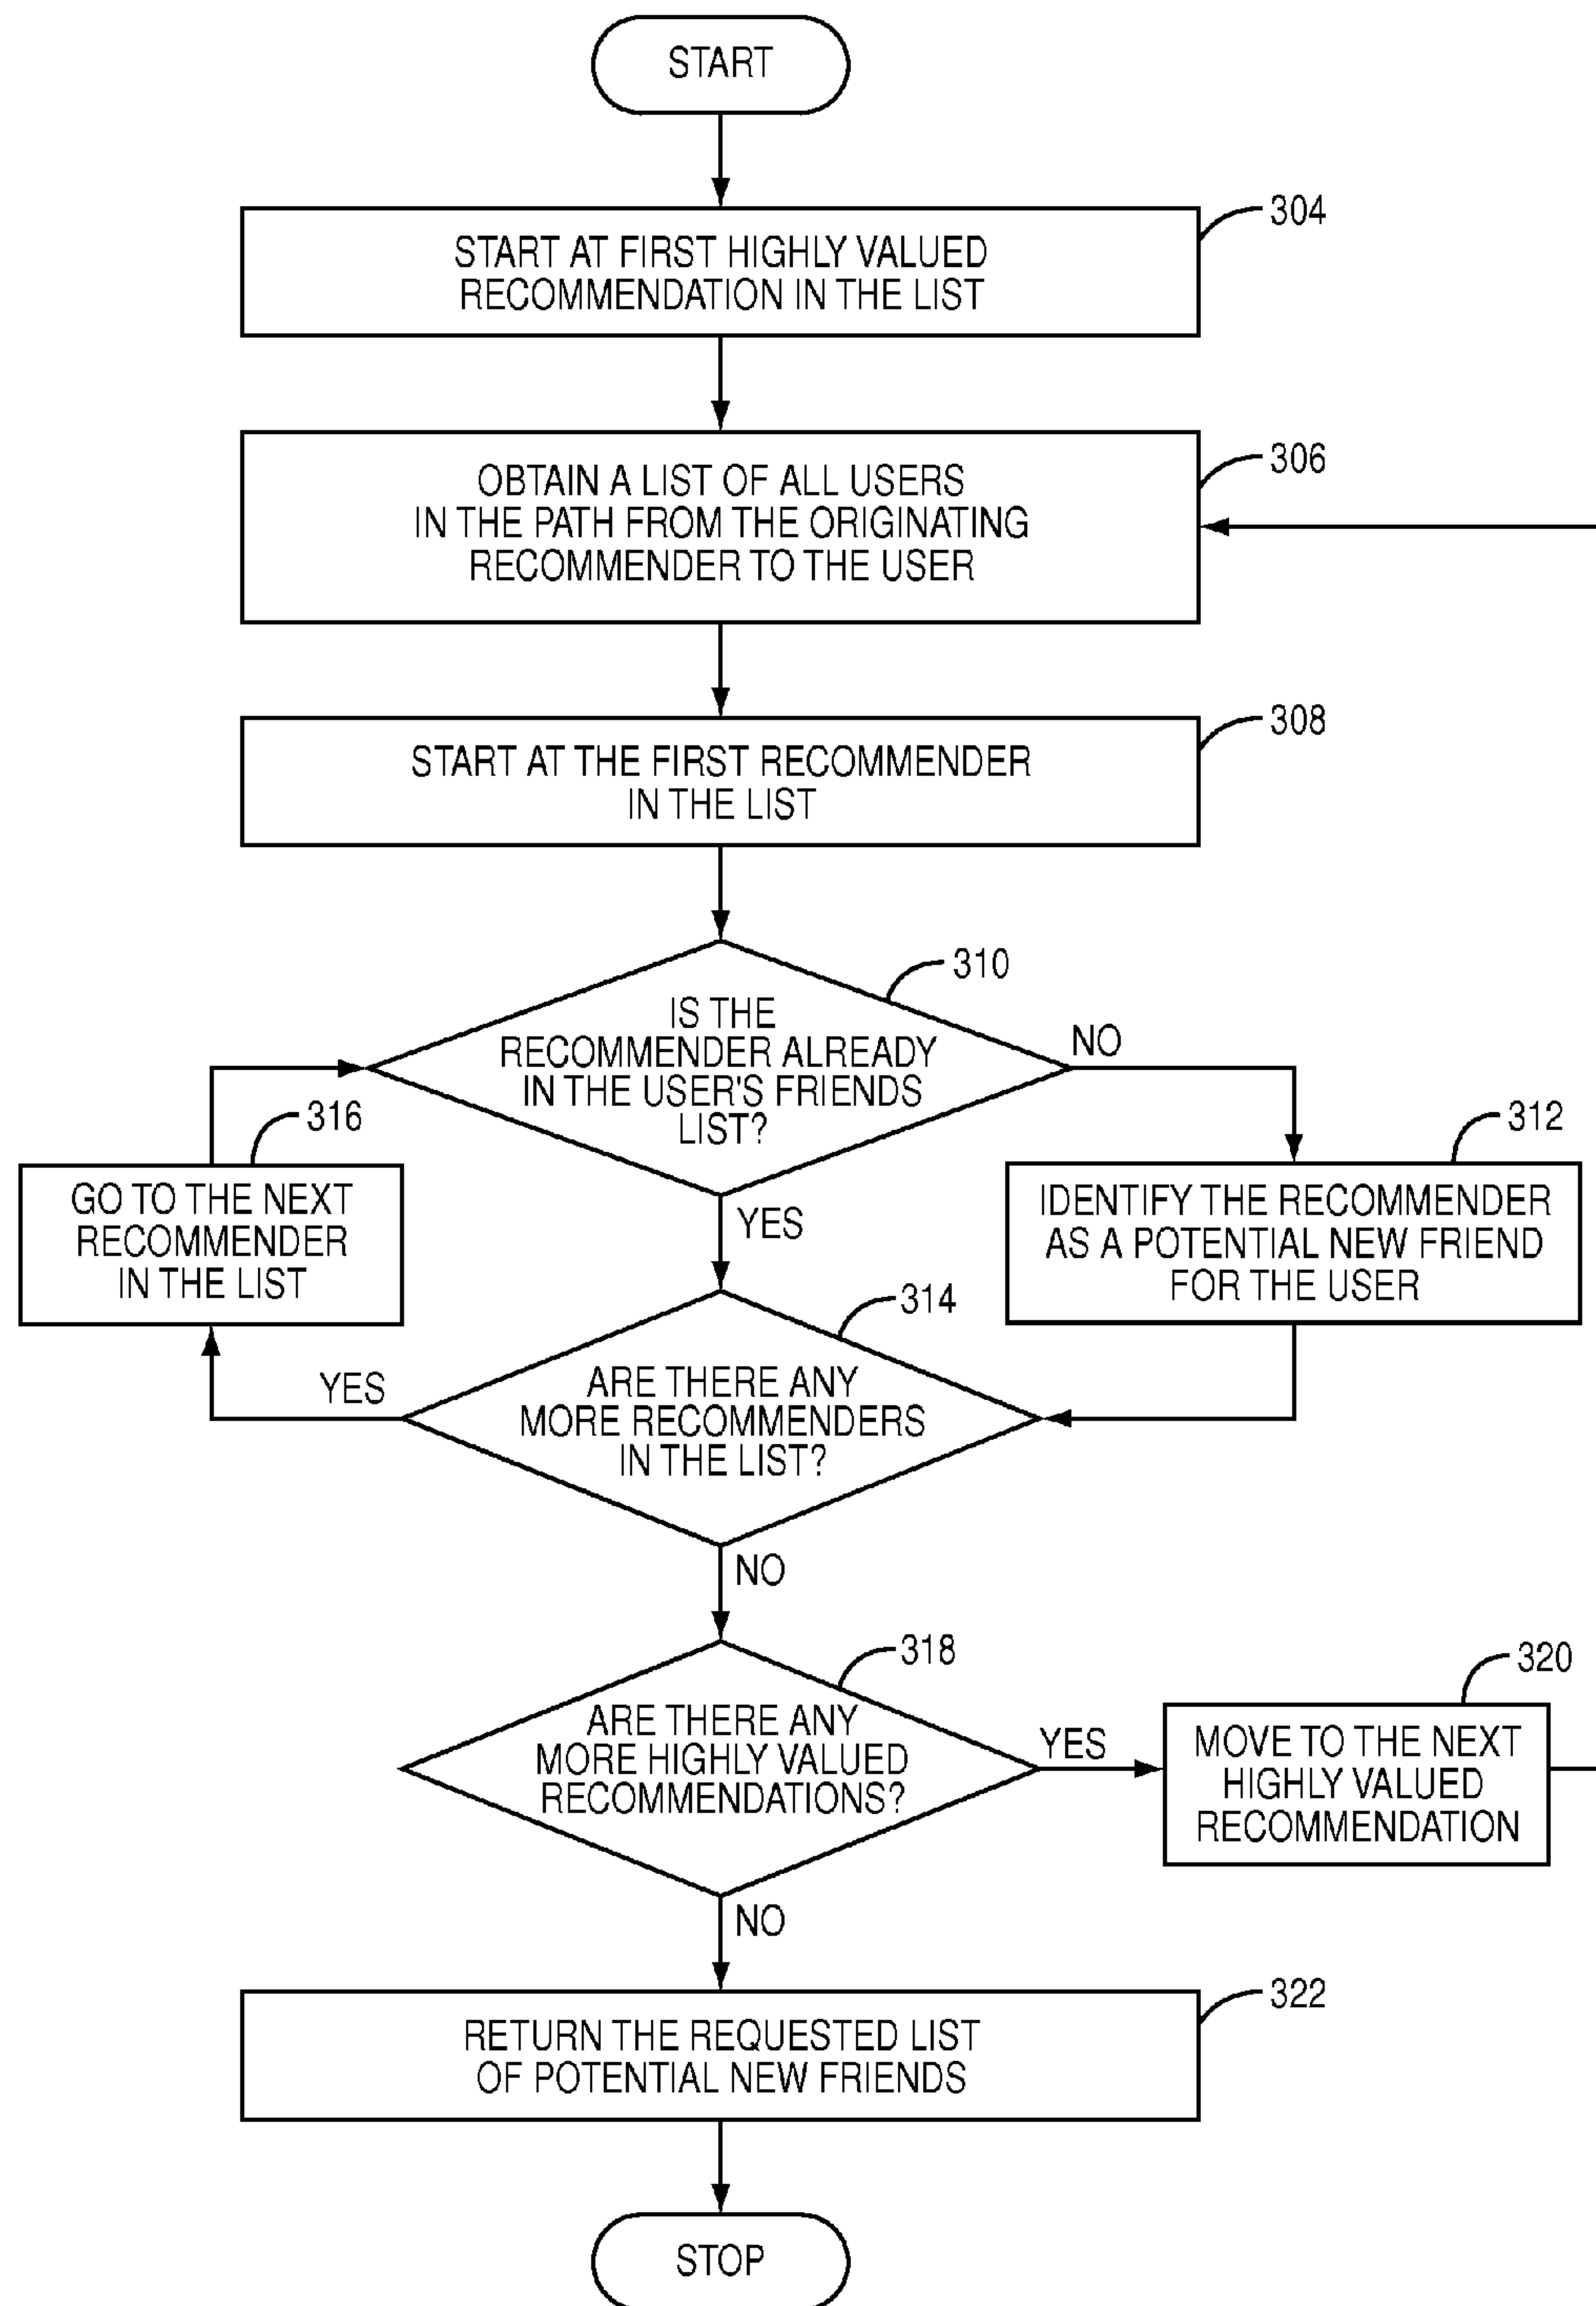 START
304
START AT FIRST HIGHLY VALUED
RECOMMENDATION IN THE LIST
306
OBTAIN A LIST OF ALL USERS
IN THE PATH FROM THE ORIGINATING
RECOMMENDER TO THE USER
308
START AT THE FIRST RECOMMENDER
IN THE LIST
310
IS THE
RECOMMENDER ALREADY
IN THE USER'S FRIENDS
LIST?
NO
YES
312
IDENTIFY THE RECOMMENDER
AS A POTENTIAL NEW FRIEND
FOR THE USER
316
GO TO THE NEXT
RECOMMENDER
IN THE LIST
314
ARE THERE ANY
MORE RECOMMENDERS
IN THE LIST?
YES
NO
318
ARE THERE ANY
MORE HIGHLY VALUED
RECOMMENDATIONS?
YES
320
MOVE TO THE NEXT
HIGHLY VALUED
RECOMMENDATION
NO
322
RETURN THE REQUESTED LIST
OF POTENTIAL NEW FRIENDS
STOP